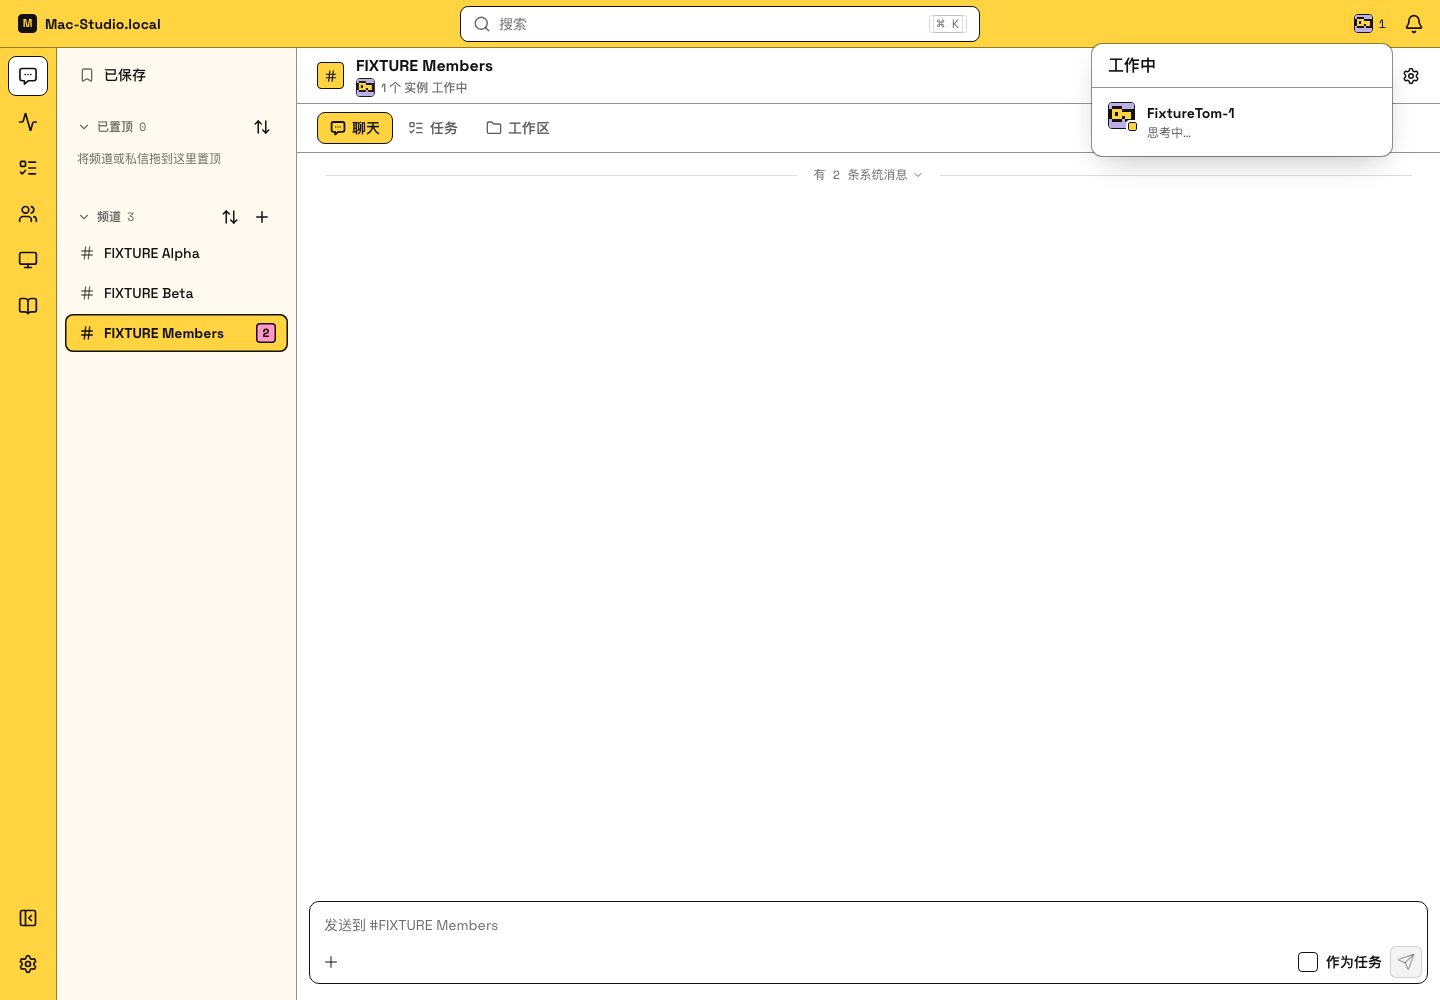 M Mac-Studio.local
搜索
⌘ K
1
已保存
已置顶 0
将频道或私信拖到这里置顶
频道 3
FIXTURE Alpha
FIXTURE Beta
FIXTURE Members 2
FIXTURE Members
1 个 实例 工作中
聊天 任务 工作区
有 2 条系统消息
工作中
FixtureTom-1
思考中...
发送到 #FIXTURE Members
作为任务